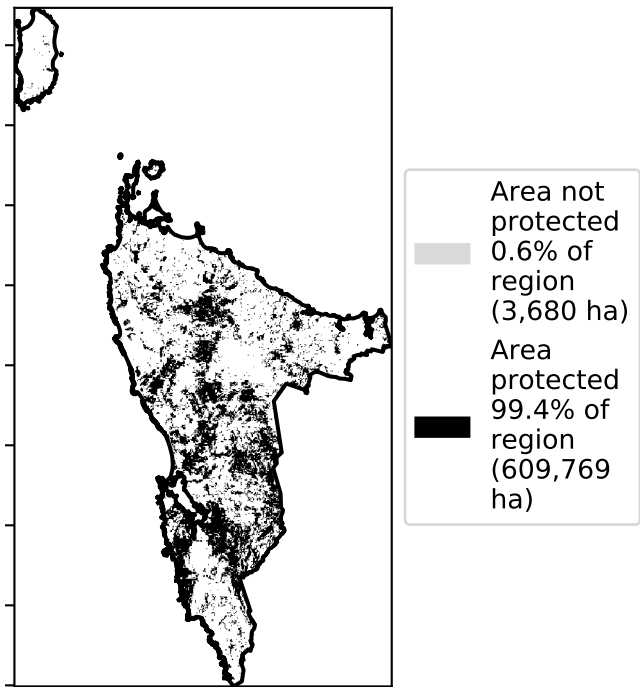 Area not
protected
0.6% of
region
(3,680 ha)
Area
protected
99.4% of
region
(609,769
ha)